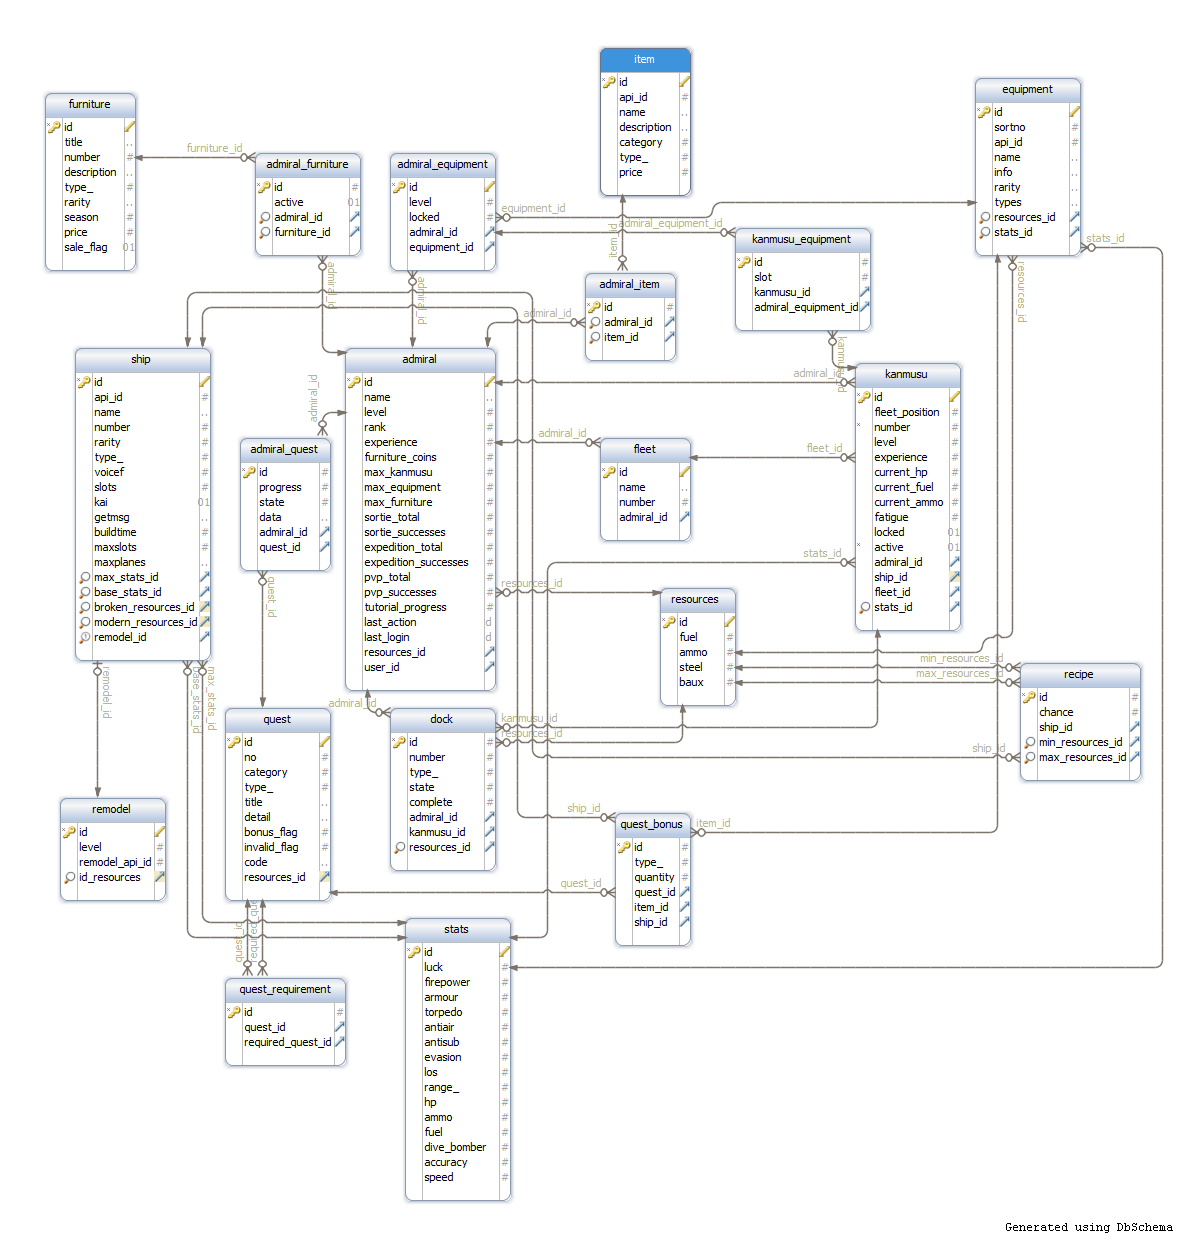 item
id
api_id
name
description
category
type_
price
furniture
id
title
number
description
type_
rarity
season
price
sale_flag
furniture_id
admiral_furniture
id
active
admiral_id
furniture_id
admiral_equipment
id
level
locked
admiral_id
equipment_id
equipment
id
sortno
api_id
name
info
rarity
types
resources_id
stats_id
equipment_id
admiral_equipment_id
item_id
kanmusu_equipment
id
slot
kanmusu_id
admiral_equipment_id
stats_id
resources_id
admiral_id
admiral_id
admiral_item
id
admiral_id
item_id
admiral_id
ship
id
api_id
name
number
rarity
type_
voicef
slots
kai
getmsg
buildtime
maxslots
maxplanes
max_stats_id
base_stats_id
broken_resources_id
modern_resources_id
remodel_id
admiral
id
name
level
rank
experience
furniture_coins
max_kanmusu
max_equipment
max_furniture
sortie_total
sortie_successes
expedition_total
expedition_successes
pvp_total
pvp_successes
tutorial_progress
last_action
last_login
resources_id
user_id
kanmusu_id
admiral_id
kanmusu
id
fleet_position
number
level
experience
current_hp
current_fuel
current_ammo
fatigue
locked
active
admiral_id
ship_id
fleet_id
stats_id
admiral_id
admiral_quest
id
progress
state
data
admiral_id
quest_id
admiral_id
fleet
id
name
number
admiral_id
fleet_id
stats_id
quest_id
resources_id
resources
id
fuel
ammo
steel
baux
min_resources_id
max_resources_id
recipe
id
chance
ship_id
min_resources_id
max_resources_id
remodel_id
base_stats_id
max_stats_id
admiral_id
quest
id
no
category
type_
title
detail
bonus_flag
invalid_flag
code
resources_id
dock
id
number
type_
state
complete
admiral_id
kanmusu_id
resources_id
kanmusu_id
resources_id
ship_id
remodel
id
level
remodel_api_id
id_resources
ship_id
quest_bonus
id
type_
quantity
quest_id
item_id
ship_id
item_id
quest_id
quest_id
required_quest_id
stats
id
luck
firepower
armour
torpedo
antiair
antisub
evasion
los
range_
hp
ammo
fuel
dive_bomber
accuracy
speed
quest_requirement
id
quest_id
required_quest_id
Generated using DbSchema